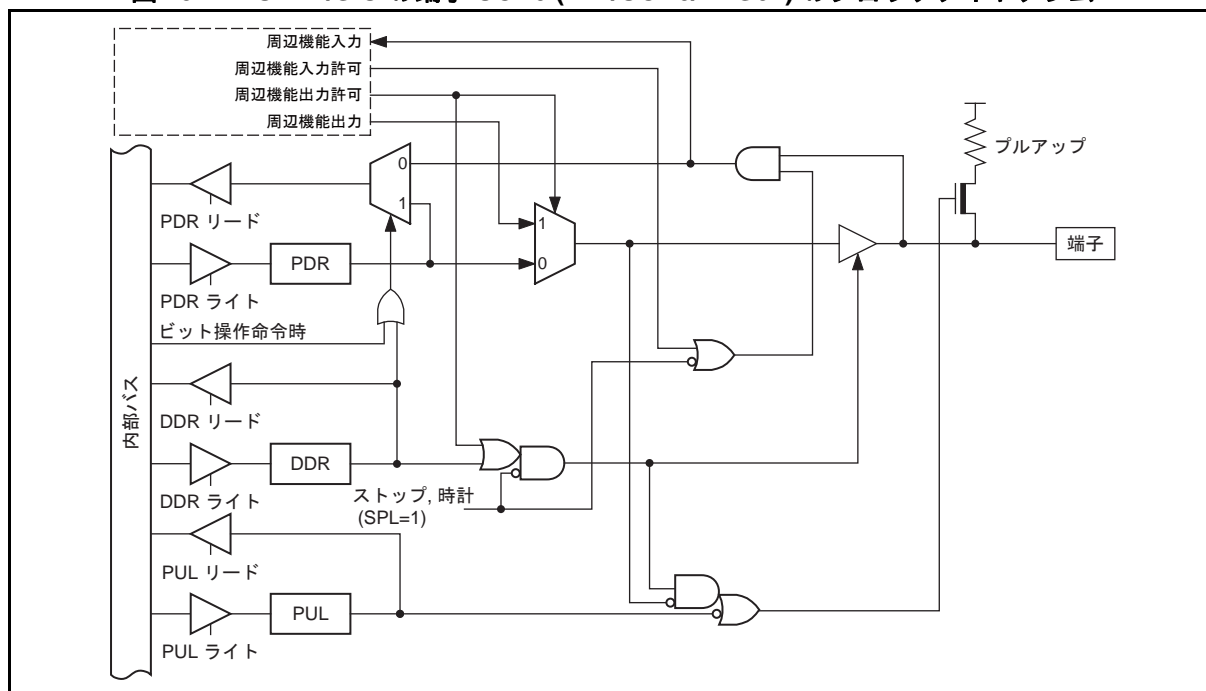 周辺機能入力
周辺機能入力許可
周辺機能出力許可
周辺機能出力
プルアップ
0
1
PDR リード
1
端子
PDR
0
PDR ライト
ビット操作命令時
内部バス
DDR リード
DDR
ストップ, 時計
(SPL=1)
DDR ライト
PUL リード
PUL
PUL ライト